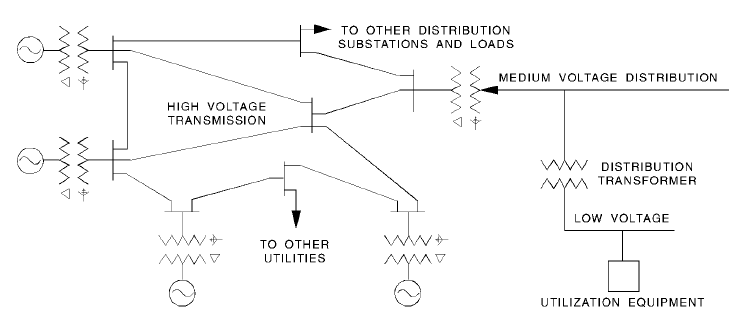 TO OTHER DISTRIBUTION
SUBSTATIONS AND LOADS
MEDIUM VOLTAGE DISTRIBUTION
HIGH VOLTAGE
TRANSMISSION
DISTRIBUTION
TRANSFORMER
LOW VOLTAGE
TO OTHER
UTILITIES
UTILIZATION EQUIPMENT